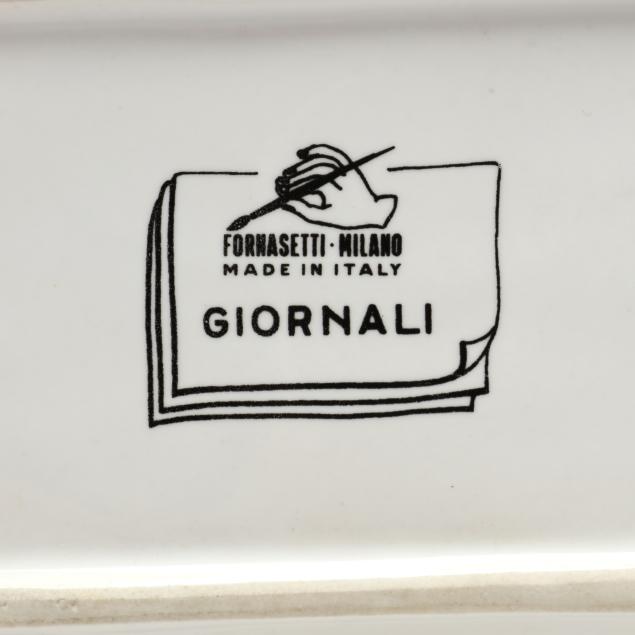 FORNASETTI · MILANO
MADE IN ITALY
GIORNALI